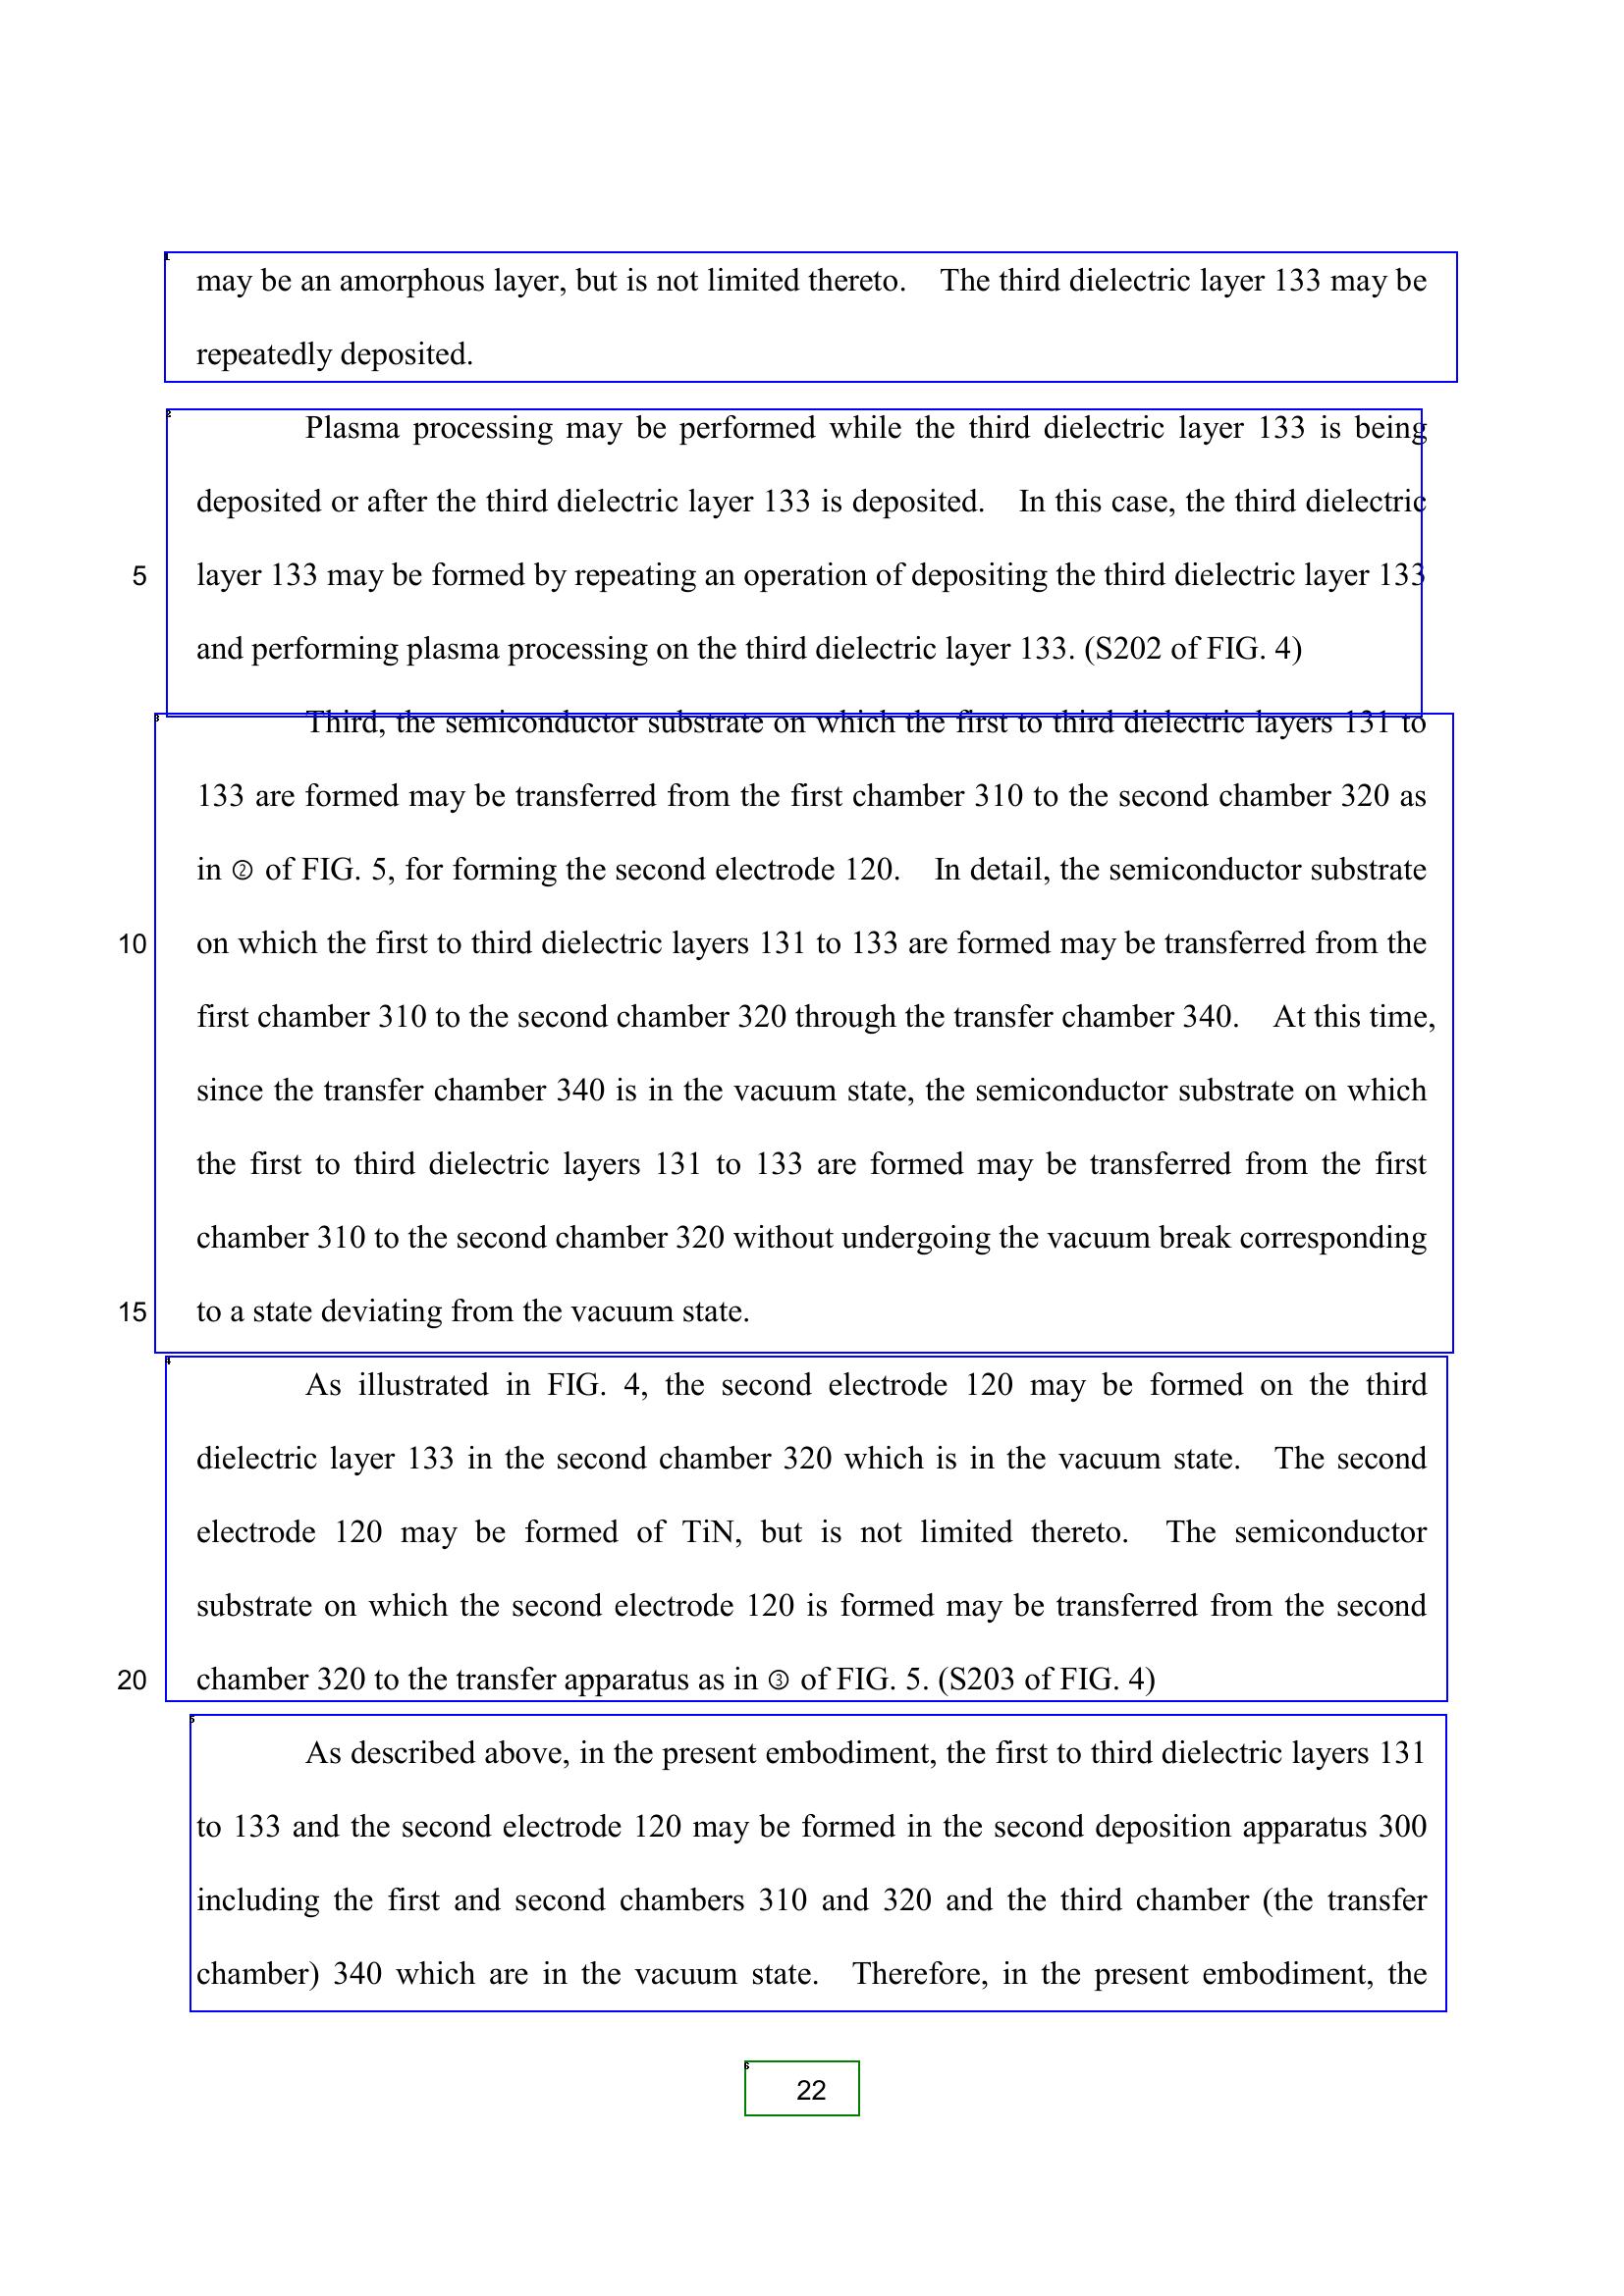 may be an amorphous layer, but is not limited thereto. The third dielectric layer 133 may be
repeatedly deposited.
Plasma processing may be performed while the third dielectric layer 133 is being
deposited or after the third dielectric layer 133 is deposited. In this case, the third dielectric
5 layer 133 may be formed by repeating an operation of depositing the third dielectric layer 133
and performing plasma processing on the third dielectric layer 133. (S202 of FIG. 4)
Third, the semiconductor substrate on which the first to third dielectric layers 131 to
133 are formed may be transferred from the first chamber 310 to the second chamber 320 as
in ② of FIG. 5, for forming the second electrode 120. In detail, the semiconductor substrate
10 on which the first to third dielectric layers 131 to 133 are formed may be transferred from the
first chamber 310 to the second chamber 320 through the transfer chamber 340. At this time,
since the transfer chamber 340 is in the vacuum state, the semiconductor substrate on which
the first to third dielectric layers 131 to 133 are formed may be transferred from the first
chamber 310 to the second chamber 320 without undergoing the vacuum break corresponding
15 to a state deviating from the vacuum state.
As illustrated in FIG. 4, the second electrode 120 may be formed on the third
dielectric layer 133 in the second chamber 320 which is in the vacuum state. The second
electrode 120 may be formed of TiN, but is not limited thereto. The semiconductor
substrate on which the second electrode 120 is formed may be transferred from the second
20 chamber 320 to the transfer apparatus as in ③ of FIG. 5. (S203 of FIG. 4)
As described above, in the present embodiment, the first to third dielectric layers 131
to 133 and the second electrode 120 may be formed in the second deposition apparatus 300
including the first and second chambers 310 and 320 and the third chamber (the transfer
chamber) 340 which are in the vacuum state. Therefore, in the present embodiment, the
22